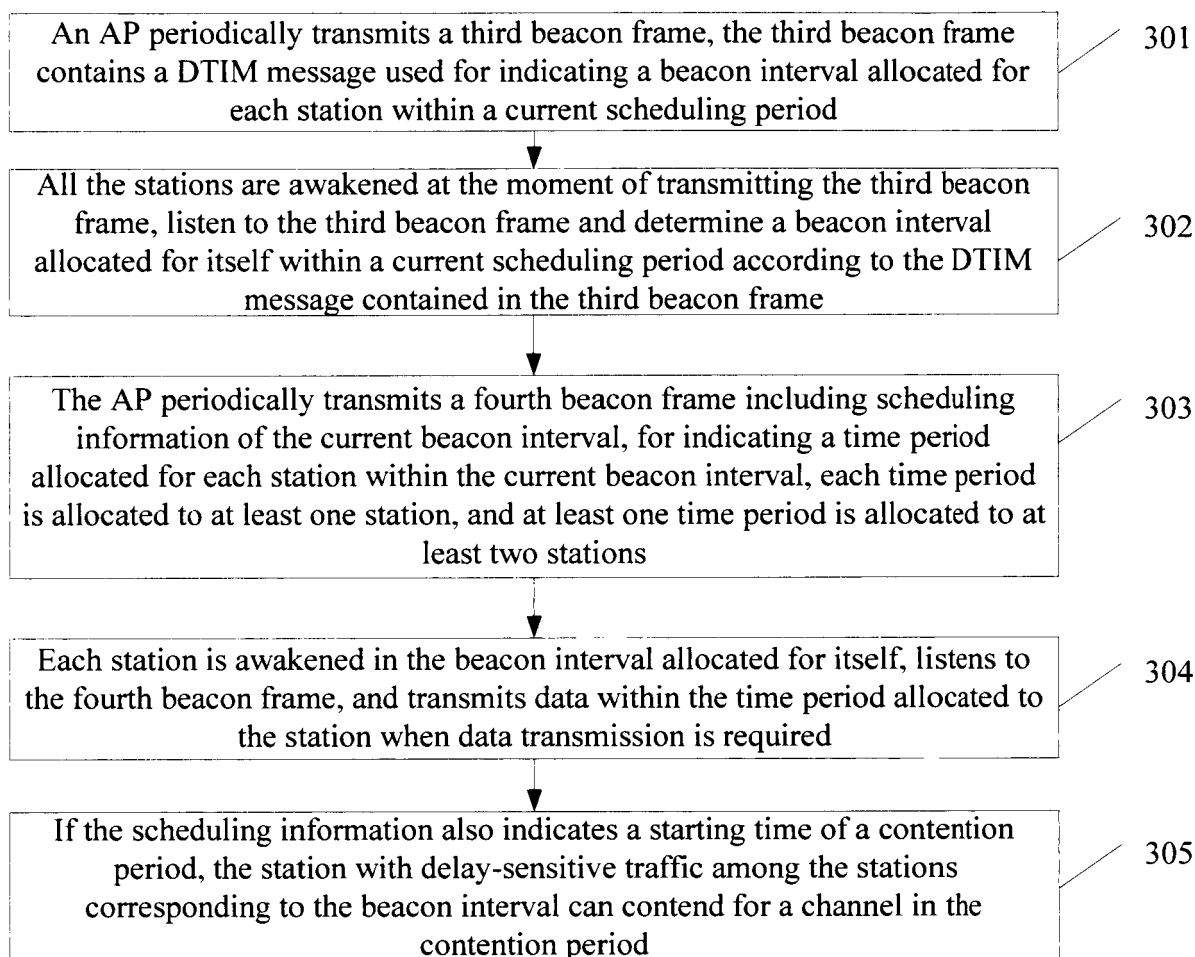 An AP periodically transmits a third beacon frame, the third beacon frame
contains a DTIM message used for indicating a beacon interval allocated for
each station within a current scheduling period
301
All the stations are awakened at the moment of transmitting the third beacon
frame, listen to the third beacon frame and determine a beacon interval
allocated for itself within a current scheduling period according to the DTIM
message contained in the third beacon frame
302
The AP periodically transmits a fourth beacon frame including scheduling
information of the current beacon interval, for indicating a time period
allocated for each station within the current beacon interval, each time period
is allocated to at least one station, and at least one time period is allocated to at
least two stations
303
Each station is awakened in the beacon interval allocated for itself, listens to
the fourth beacon frame, and transmits data within the time period allocated to
the station when data transmission is required
304
If the scheduling information also indicates a starting time of a contention
period, the station with delay-sensitive traffic among the stations
corresponding to the beacon interval can contend for a channel in the
contention period
305